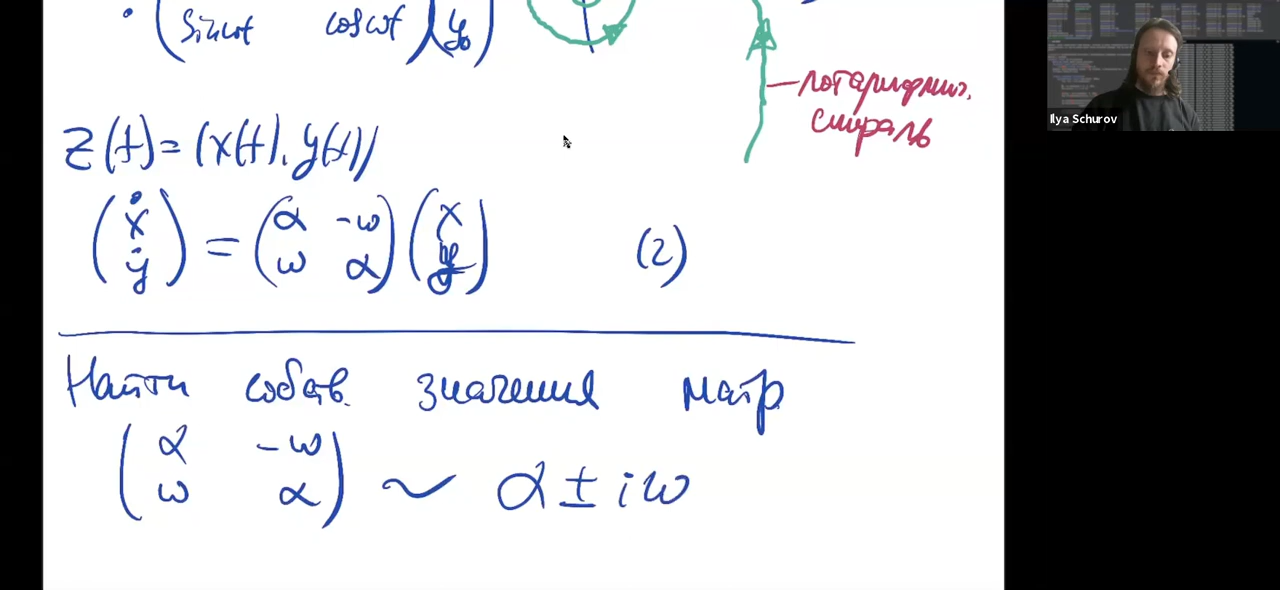 • (sin ωt cos ωt)(y₀)
логарифмич.
спираль
z(t) = (x(t), y(t))
(ẋ ẏ) = (α -ω ω α)(x y) (2)
Найти собств. значения матр
(α -ω ω α) ~ α ± iω
Ilya Schurov